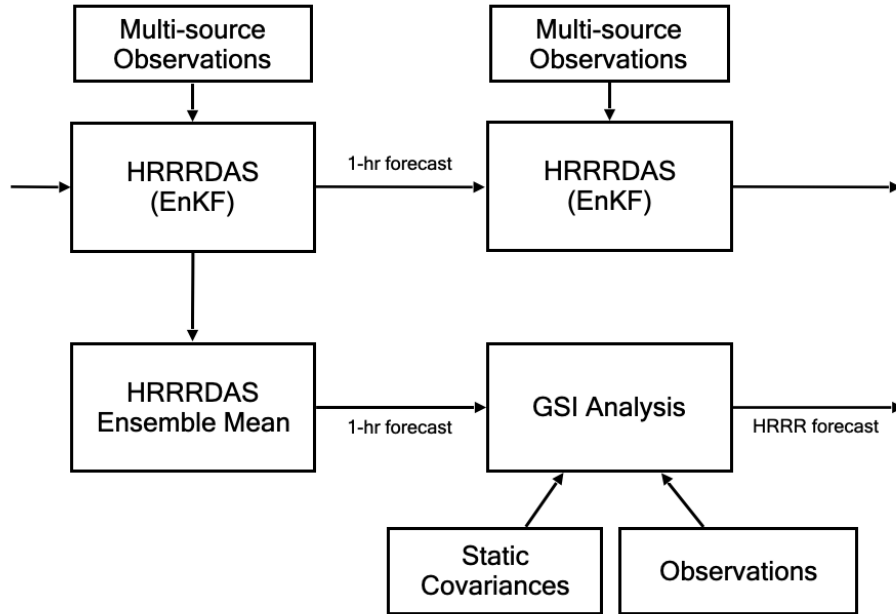 Multi-source
Observations
Multi-source
Observations
HRRRDAS
(EnKF)
1-hr forecast
HRRRDAS
(EnKF)
HRRRDAS
Ensemble Mean
1-hr forecast
GSI Analysis
HRRR forecast
Static
Covariances
Observations